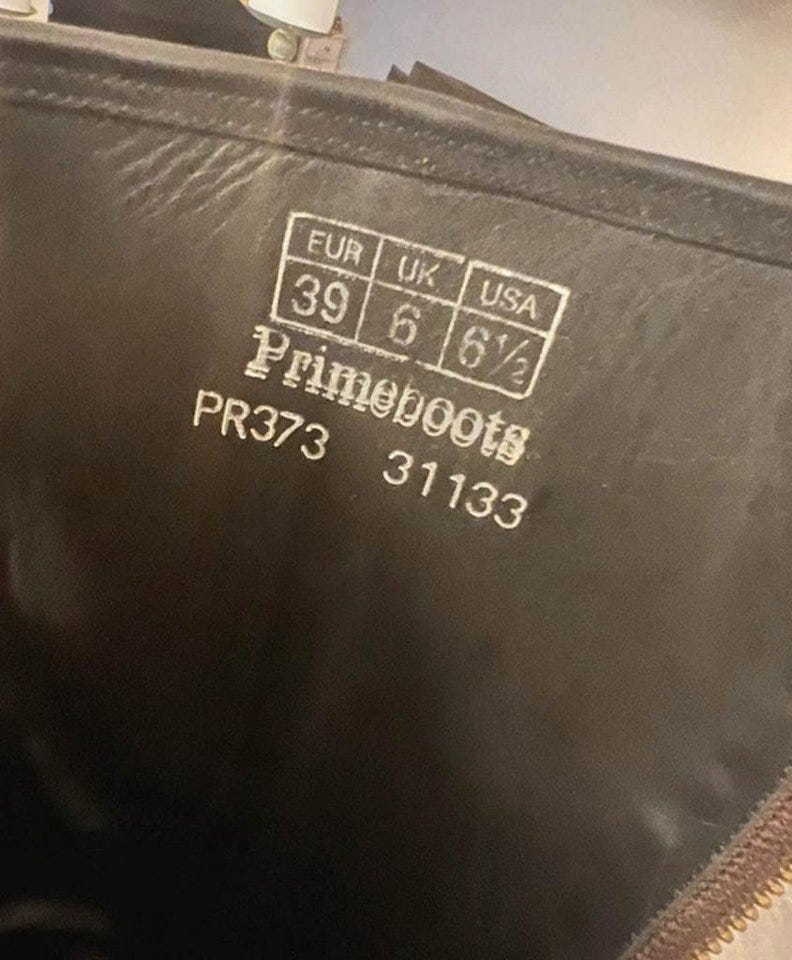 EUR UK USA
39 6 6½
Primeboots
PR373 31133